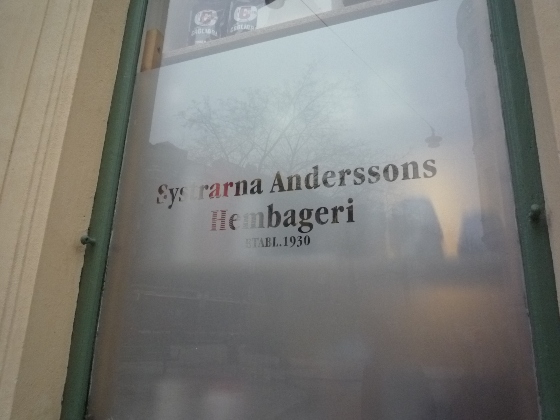 Systrarna Anderssons
Hembageri
ETABL.1930